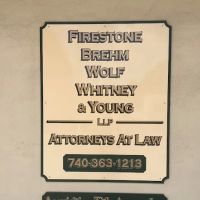 FIRESTONE
BREHM
WOLF
WHITNEY
& YOUNG
LLP
ATTORNEYS AT LAW
740-363-1213